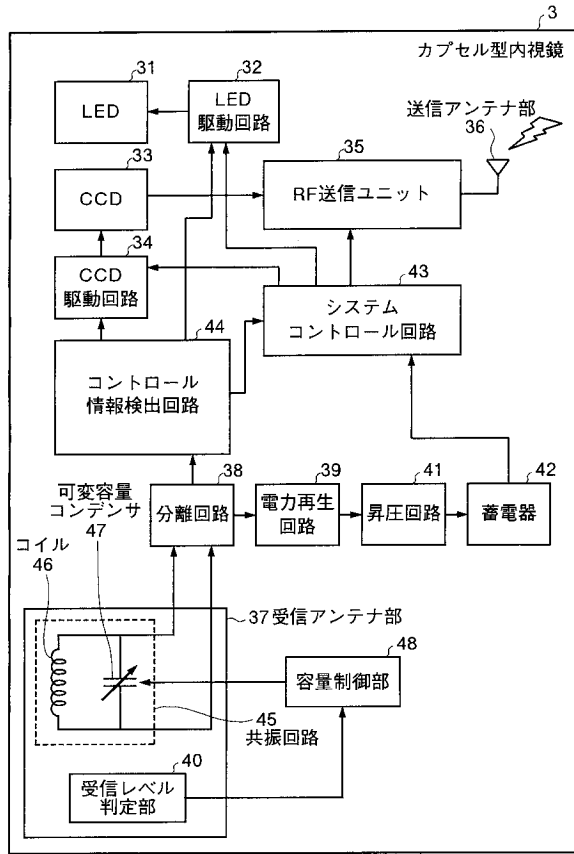 3
カプセル型内視鏡
31
LED
32
LED
駆動回路
送信アンテナ部
36
33
CCD
35
RF送信ユニット
34
CCD
駆動回路
43
システム
コントロール回路
44
コントロール
情報検出回路
38
分離回路
39
電力再生
回路
41
昇圧回路
42
蓄電器
可変容量
コンデンサ
47
コイル
46
37受信アンテナ部
48
容量制御部
45
共振回路
40
受信レベル
判定部